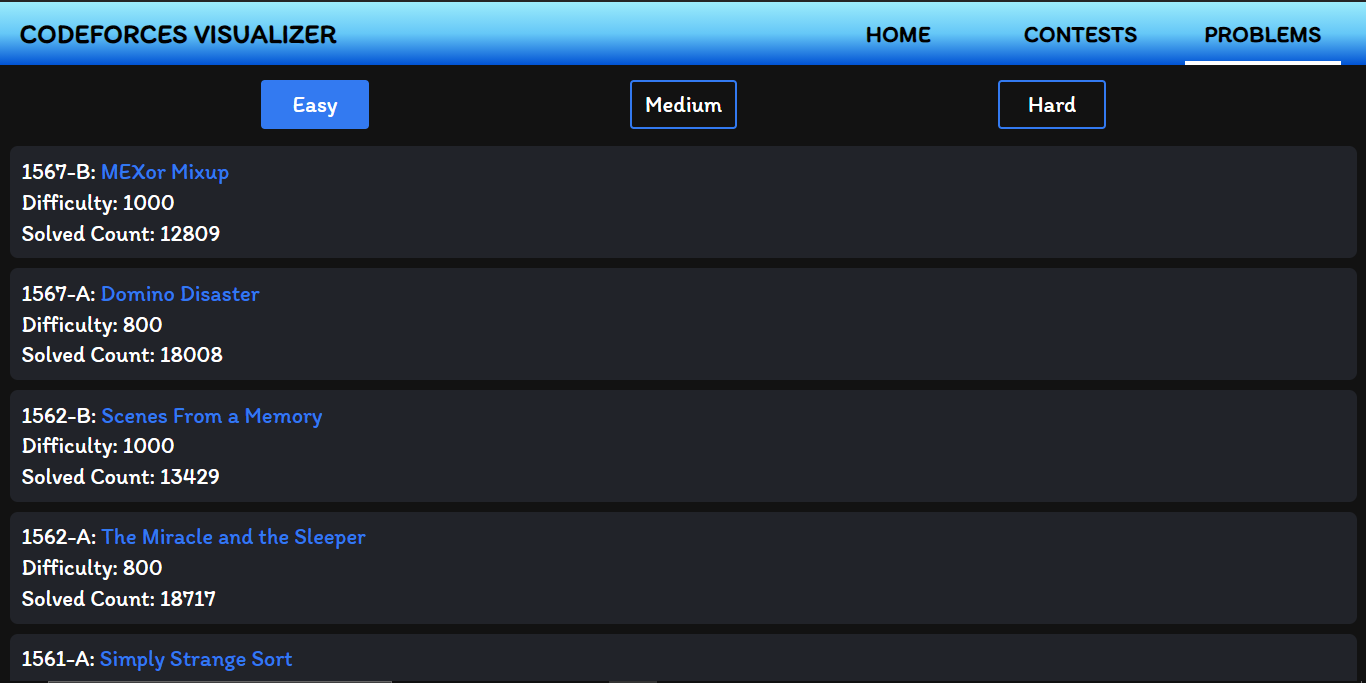 CODEFORCES VISUALIZER HOME CONTESTS PROBLEMS
Easy Medium Hard
1567-B: MEXor Mixup
Difficulty: 1000
Solved Count: 12809
1567-A: Domino Disaster
Difficulty: 800
Solved Count: 18008
1562-B: Scenes From a Memory
Difficulty: 1000
Solved Count: 13429
1562-A: The Miracle and the Sleeper
Difficulty: 800
Solved Count: 18717
1561-A: Simply Strange Sort